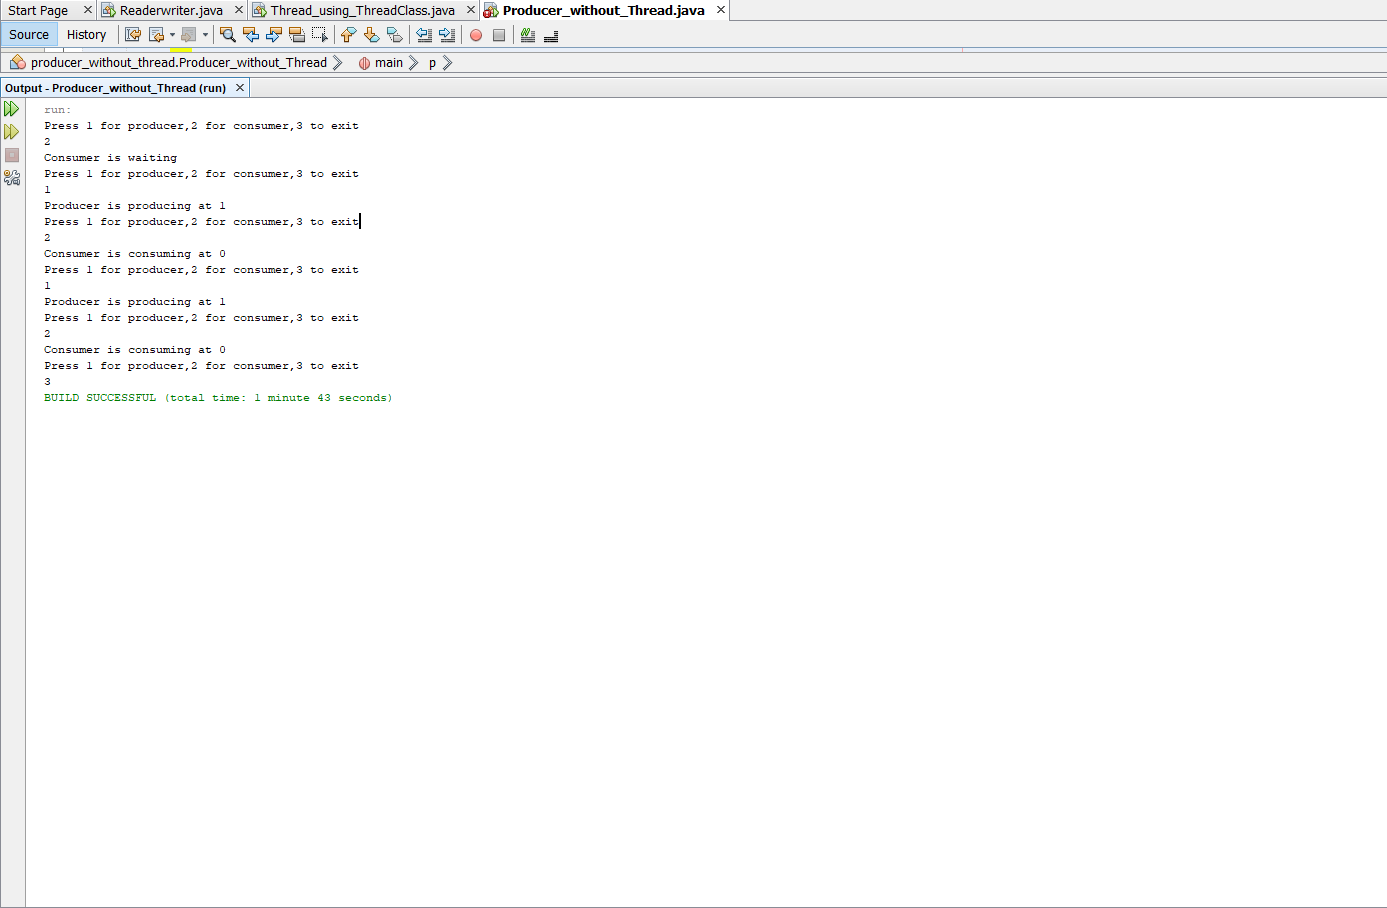 Start Page Readerwriter.java Thread_using_ThreadClass.java Producer_without_Thread.java
Source History
producer_without_thread.Producer_without_Thread main p
Output - Producer_without_Thread (run)
run:
Press 1 for producer,2 for consumer,3 to exit
2
Consumer is waiting
Press 1 for producer,2 for consumer,3 to exit
1
Producer is producing at 1
Press 1 for producer,2 for consumer,3 to exit
2
Consumer is consuming at 0
Press 1 for producer,2 for consumer,3 to exit
1
Producer is producing at 1
Press 1 for producer,2 for consumer,3 to exit
2
Consumer is consuming at 0
Press 1 for producer,2 for consumer,3 to exit
3
BUILD SUCCESSFUL (total time: 1 minute 43 seconds)